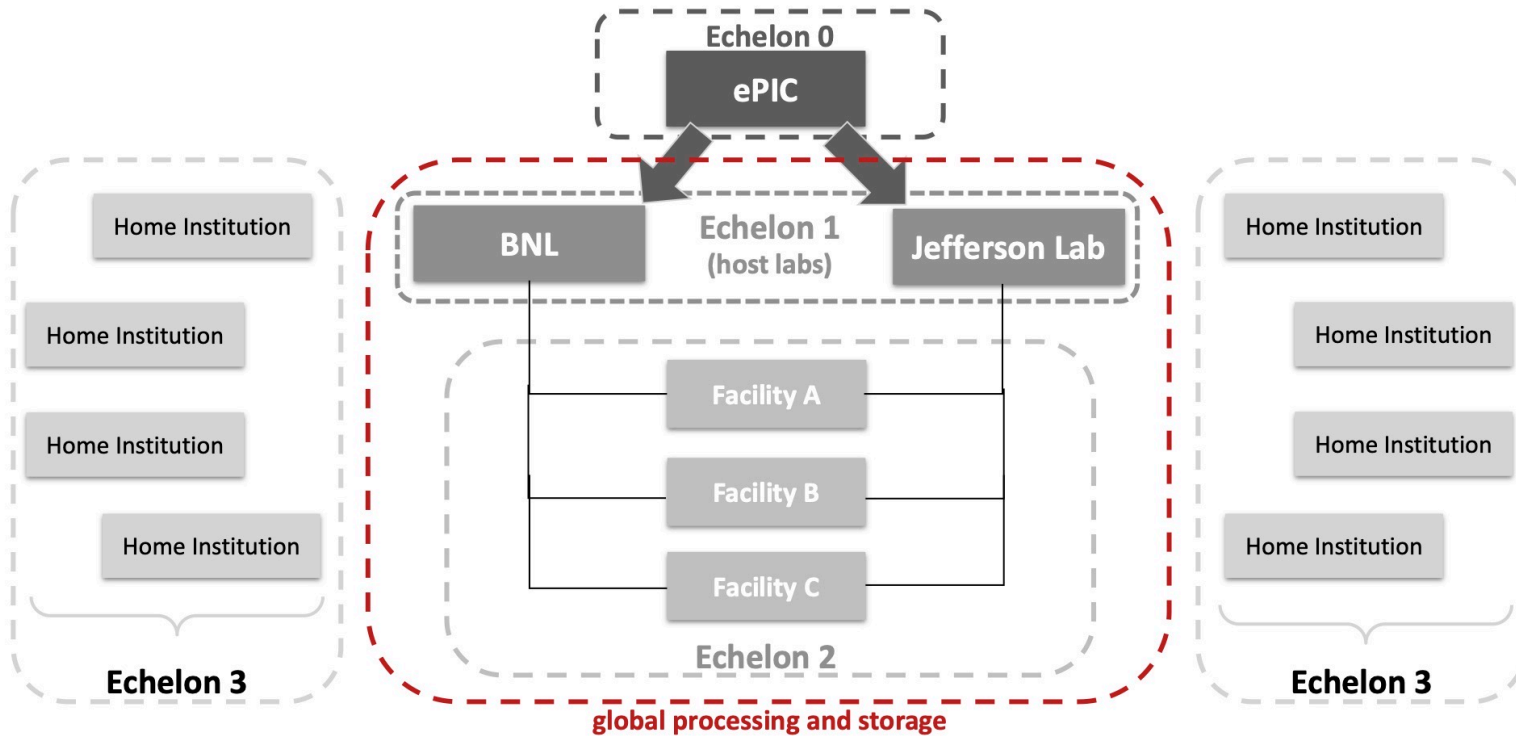 Echelon 0
ePIC
BNL
Echelon 1
(host labs)
Jefferson Lab
Home Institution
Home Institution
Home Institution
Home Institution
Echelon 3
Facility A
Facility B
Facility C
Echelon 2
global processing and storage
Home Institution
Home Institution
Home Institution
Home Institution
Echelon 3